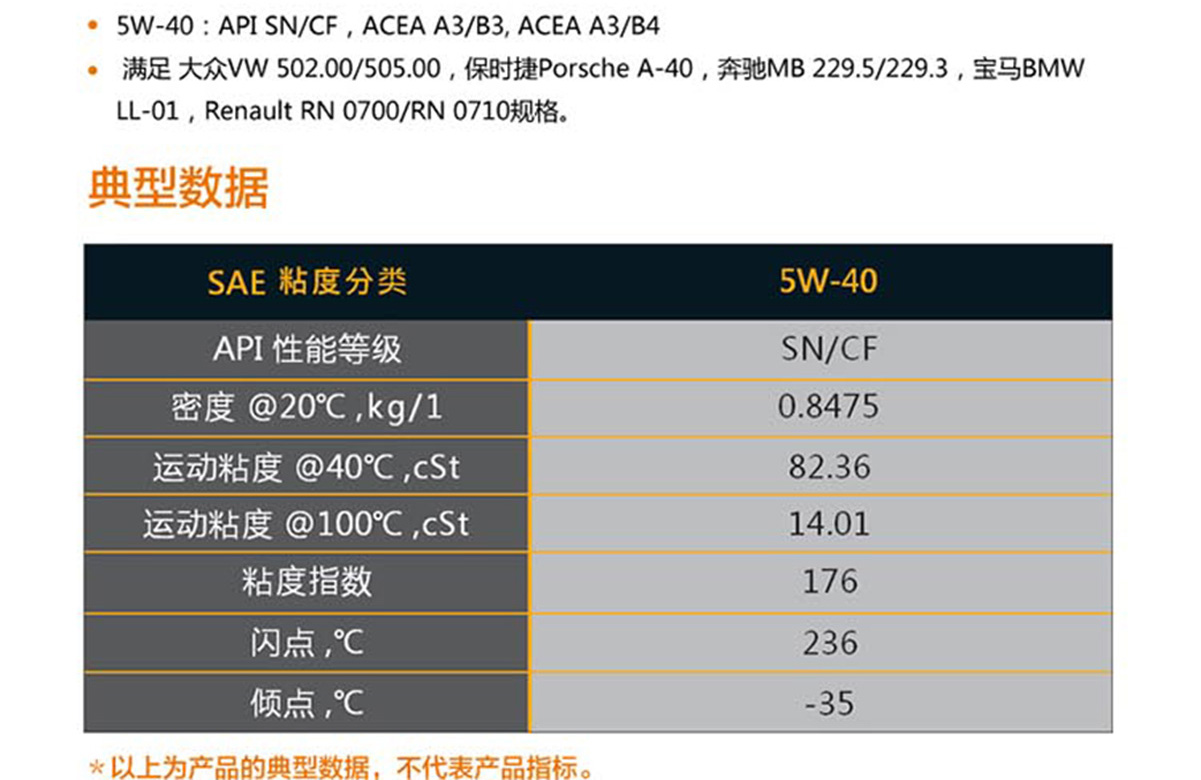 • 5W-40：API SN/CF，ACEA A3/B3, ACEA A3/B4
• 满足 大众VW 502.00/505.00，保时捷Porsche A-40，奔驰MB 229.5/229.3，宝马BMW
LL-01，Renault RN 0700/RN 0710规格。
典型数据
SAE 粘度分类 5W-40
API 性能等级 SN/CF
密度 @20℃ ,kg/1 0.8475
运动粘度 @40℃ ,cSt 82.36
运动粘度 @100℃ ,cSt 14.01
粘度指数 176
闪点 ,℃ 236
倾点 ,℃ -35
*以上为产品的典型数据，不代表产品指标。